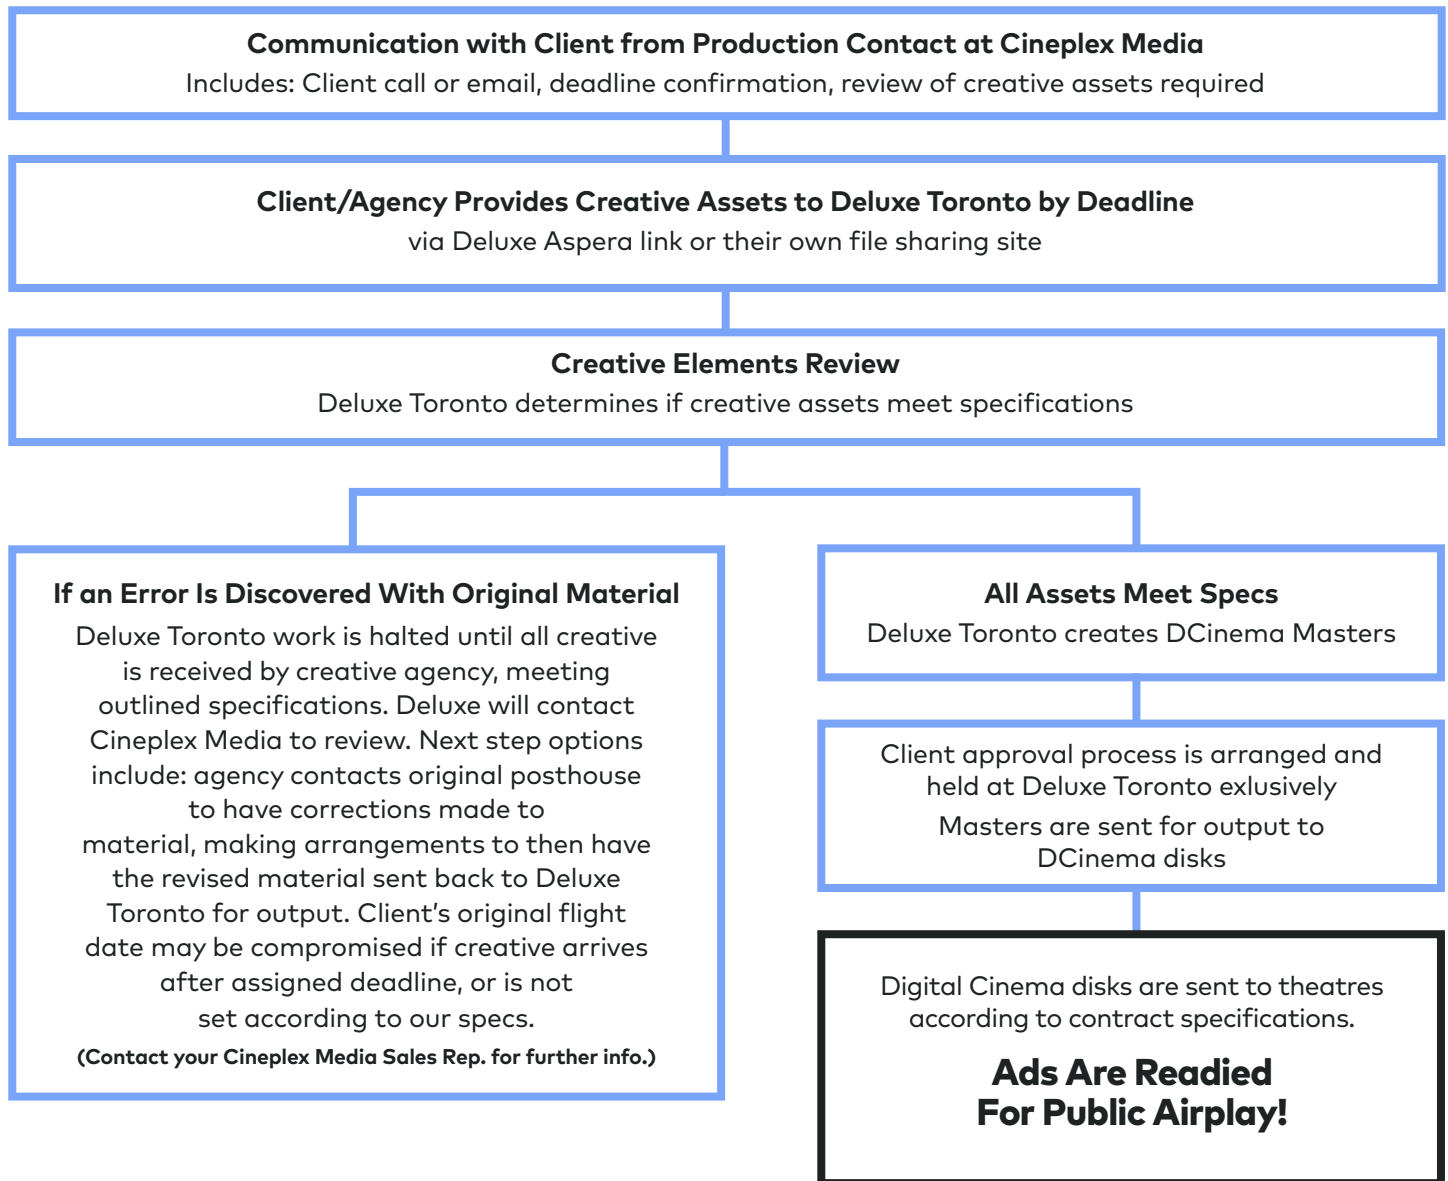 Communication with Client from Production Contact at Cineplex Media
Includes: Client call or email, deadline confirmation, review of creative assets required
Client/Agency Provides Creative Assets to Deluxe Toronto by Deadline
via Deluxe Aspera link or their own file sharing site
Creative Elements Review
Deluxe Toronto determines if creative assets meet specifications
If an Error Is Discovered With Original Material
Deluxe Toronto work is halted until all creative
is received by creative agency, meeting
outlined specifications. Deluxe will contact
Cineplex Media to review. Next step options
include: agency contacts original posthouse
to have corrections made to
material, making arrangements to then have
the revised material sent back to Deluxe
Toronto for output. Client's original flight
date may be compromised if creative arrives
after assigned deadline, or is not
set according to our specs.
(Contact your Cineplex Media Sales Rep. for further info.)
All Assets Meet Specs
Deluxe Toronto creates DCinema Masters
Client approval process is arranged and
held at Deluxe Toronto exlusively
Masters are sent for output to
DCinema disks
Digital Cinema disks are sent to theatres
according to contract specifications.
Ads Are Readied
For Public Airplay!